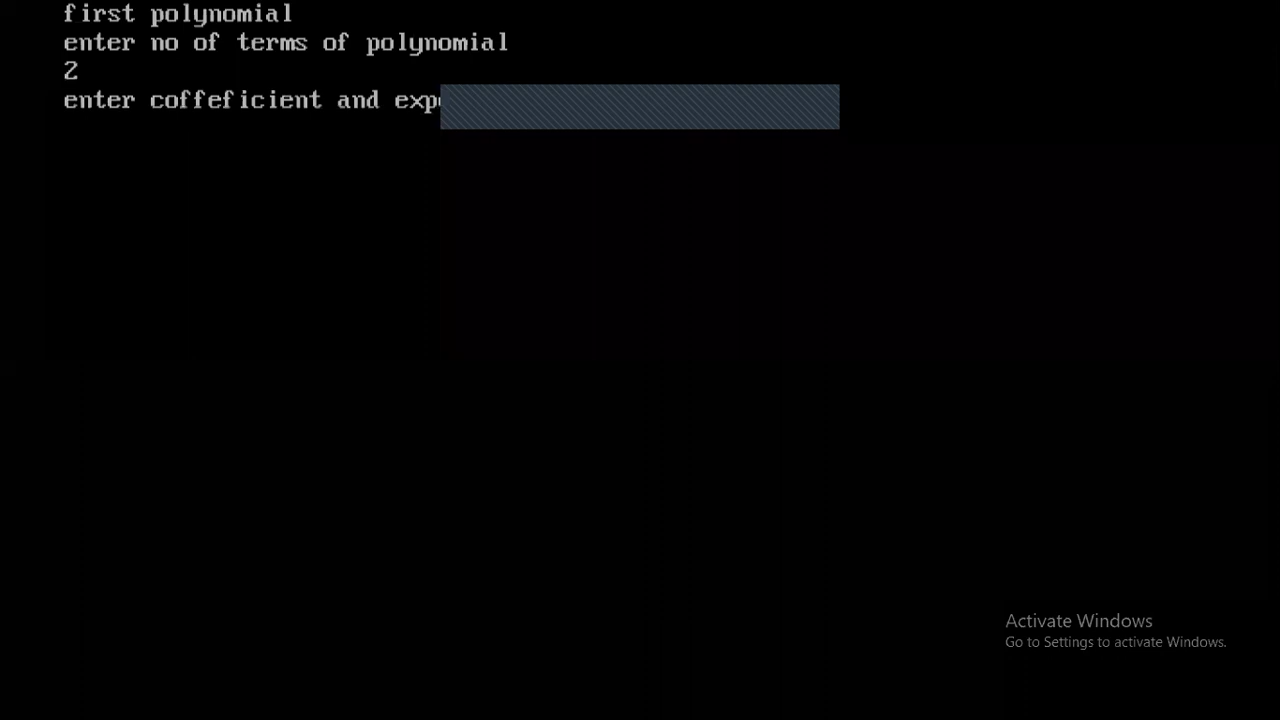 first polynomial
enter no of terms of polynomial
2
enter coffeficient and
Activate Windows
Go to Settings to activate Windows.